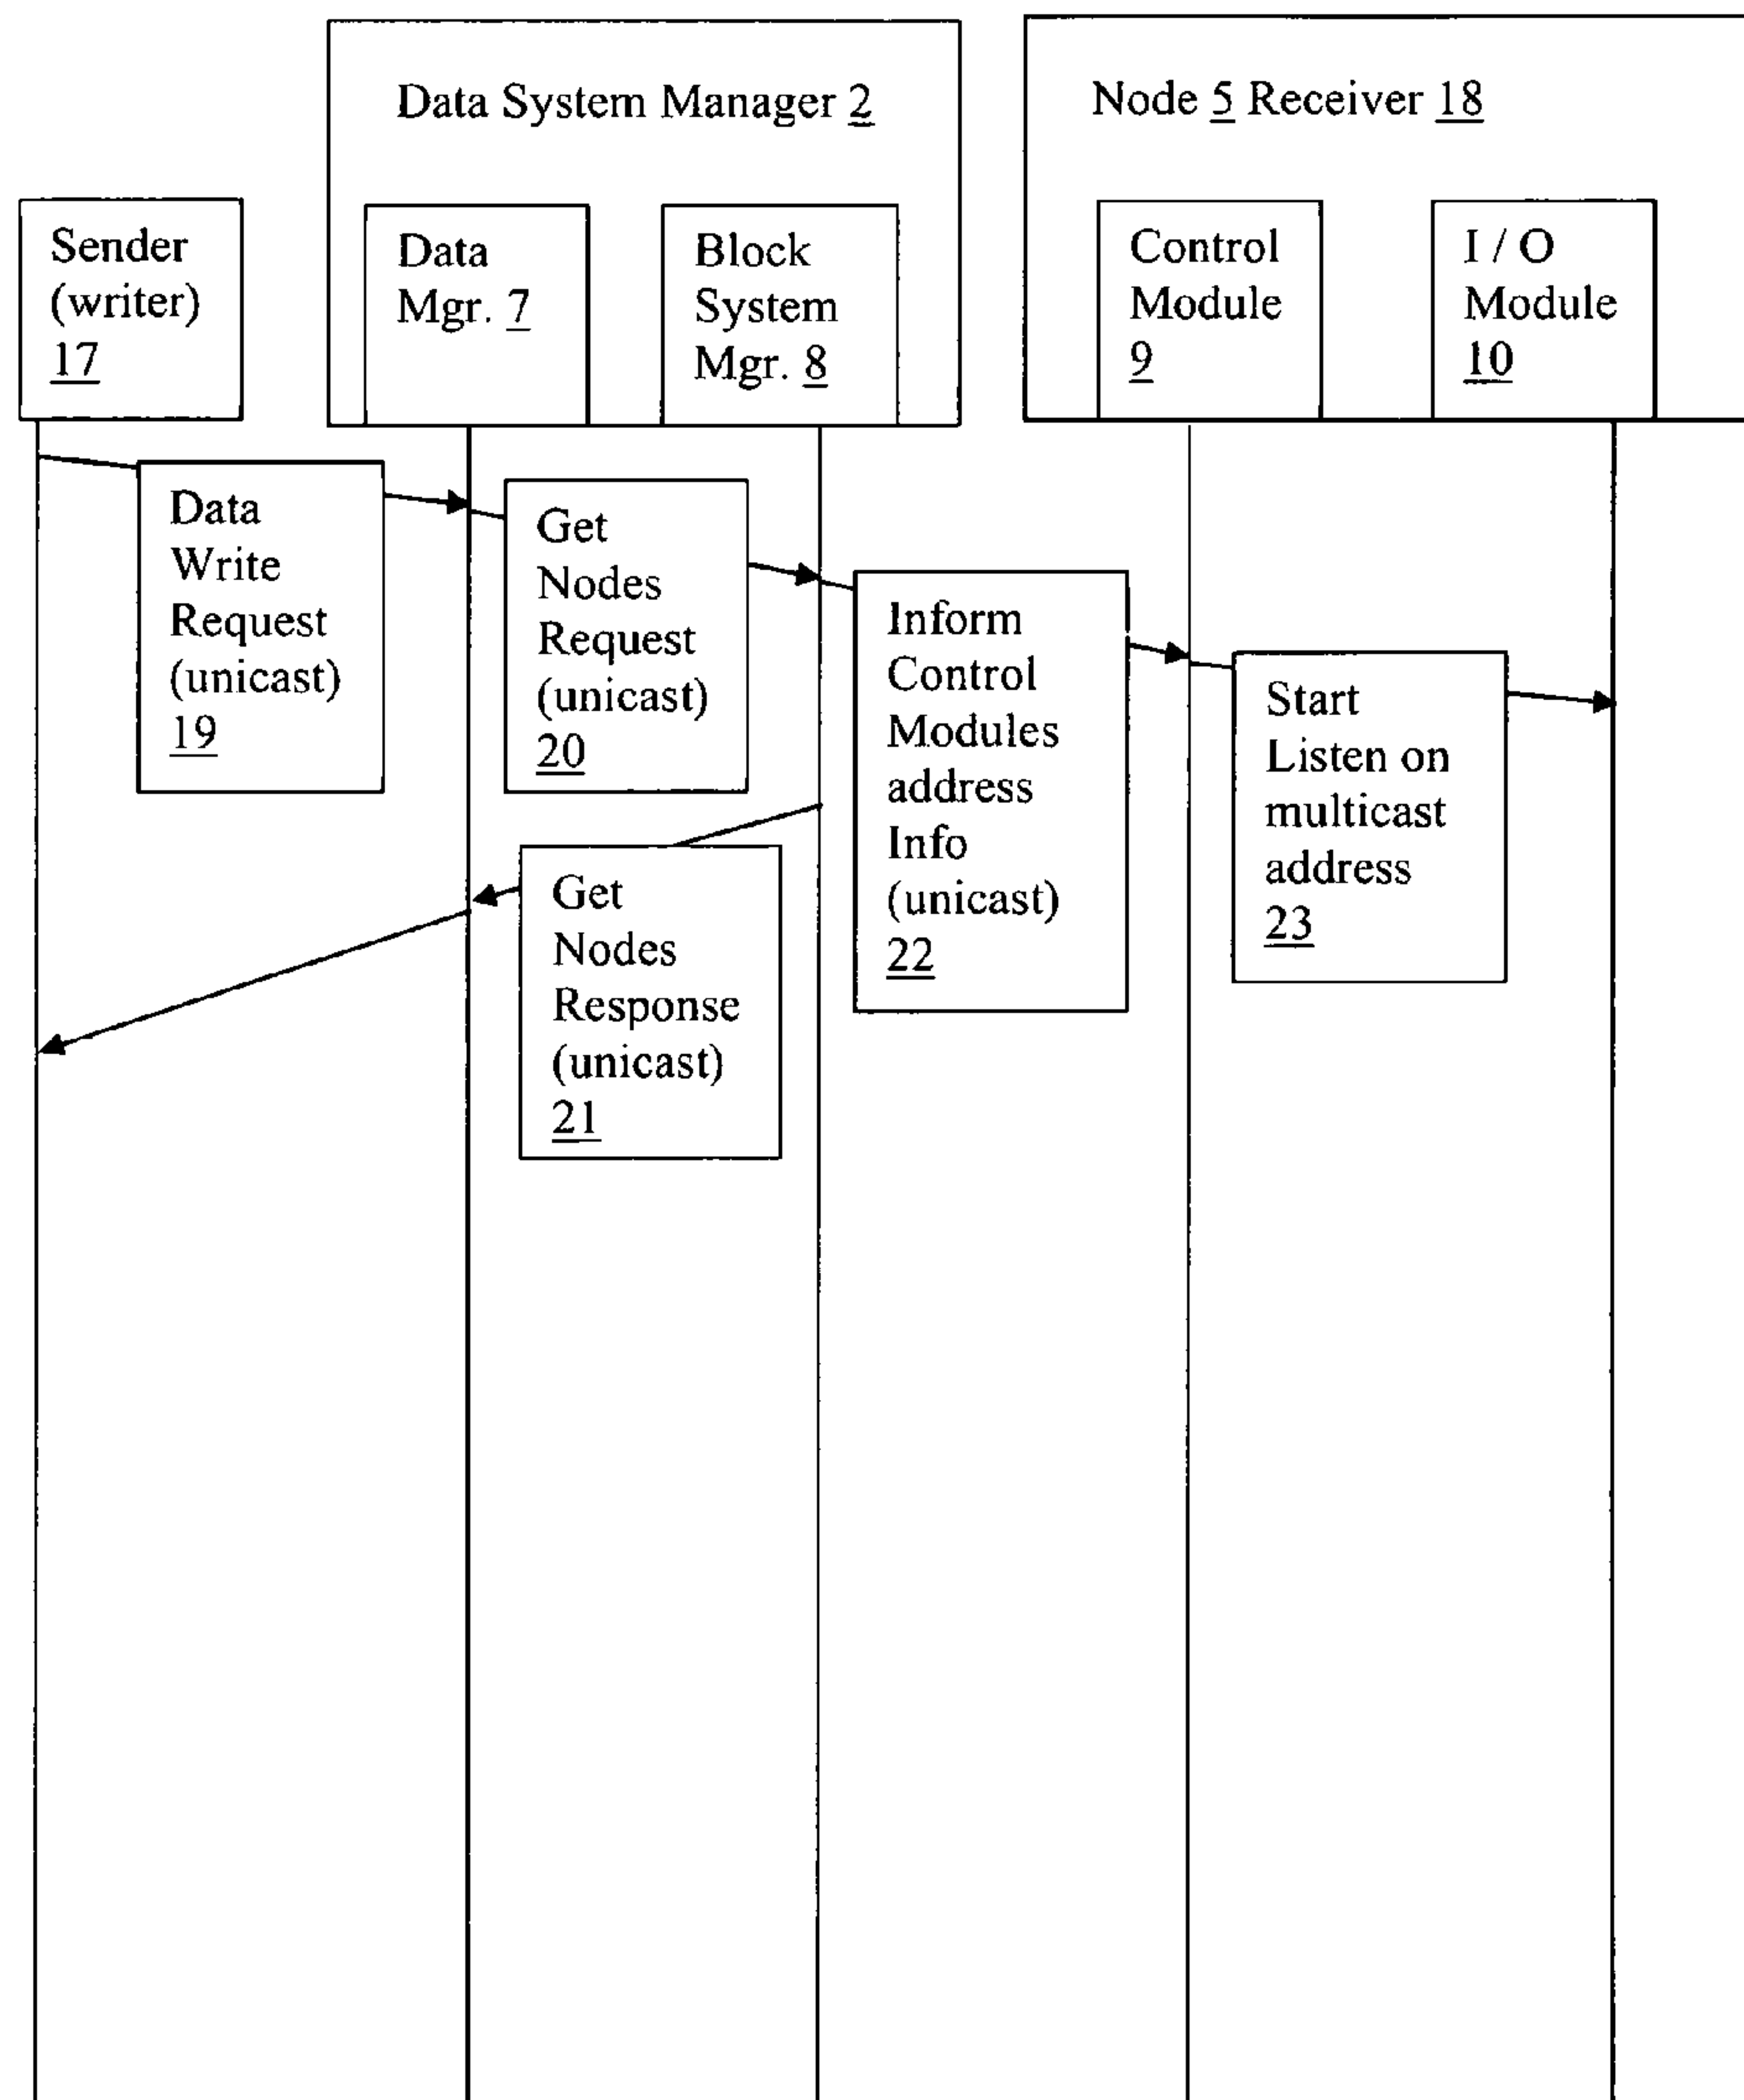 Data System Manager 2
Node 5 Receiver 18
Sender
(writer)
17
Data
Mgr. 7
Block
System
Mgr. 8
Control
Module
9
I / O
Module
10
Data
Write
Request
(unicast)
19
Get
Nodes
Request
(unicast)
20
Inform
Control
Modules
address
Info
(unicast)
22
Start
Listen on
multicast
address
23
Get
Nodes
Response
(unicast)
21